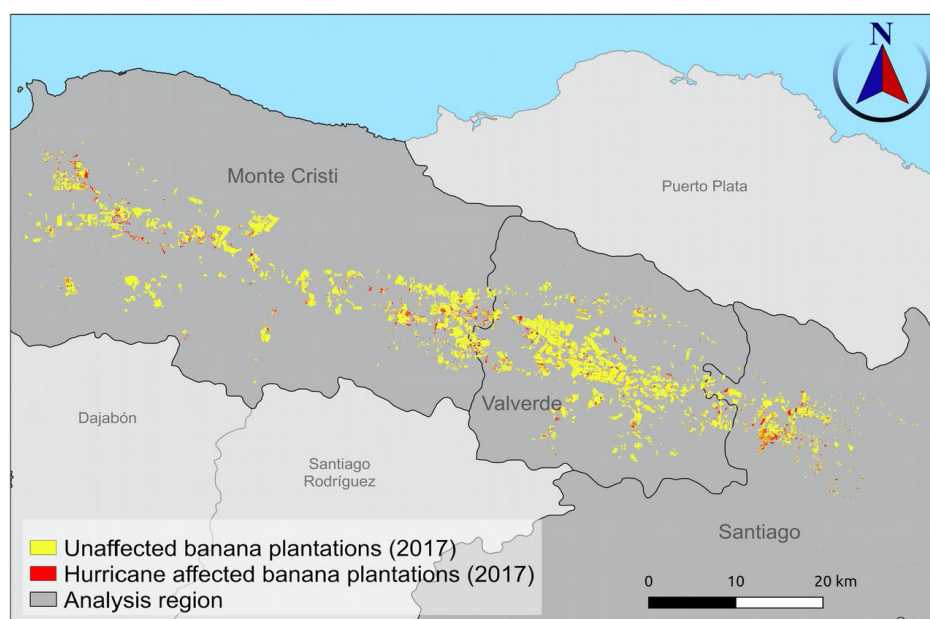 N
Monte Cristi
Puerto Plata
Valverde
Dajabón
Santiago
Rodríguez
Santiago
Unaffected banana plantations (2017)
Hurricane affected banana plantations (2017)
Analysis region
0 10 20 km